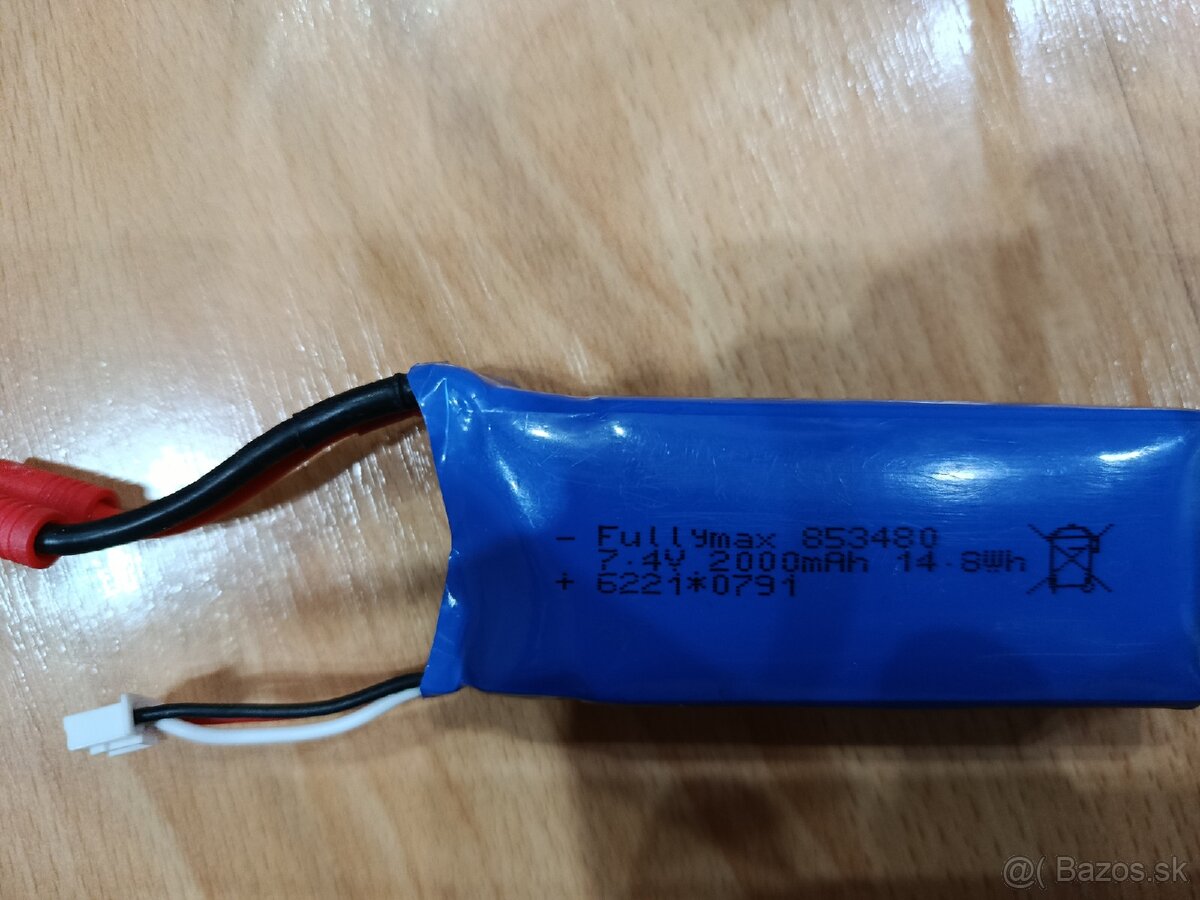 - Fullymax 853480
7.4V 2000mAh 14.8Wh
+ 6221*0791
@( Bazos.sk